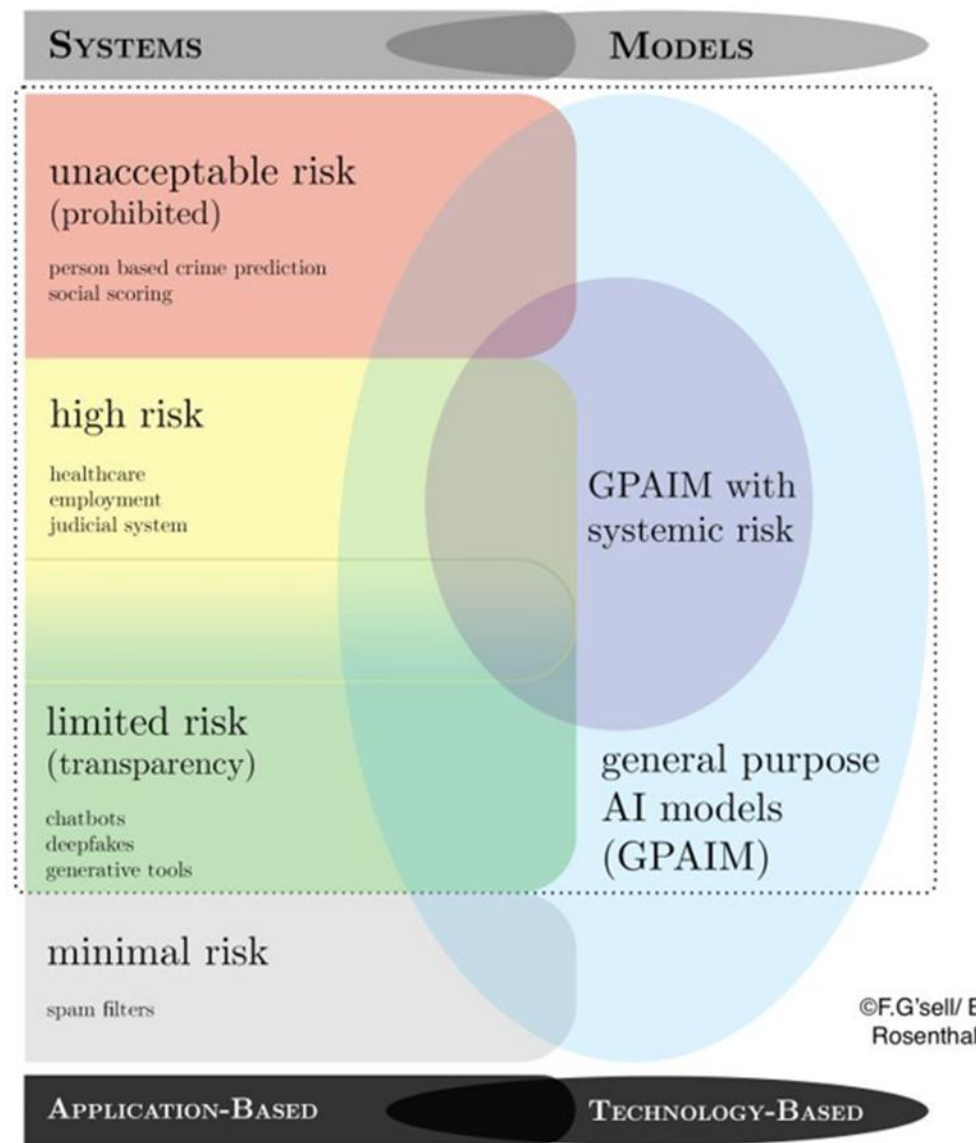 SYSTEMS
MODELS
unacceptable risk
(prohibited)
person based crime prediction
social scoring
high risk
healthcare
employment
judicial system
GPAIM with
systemic risk
limited risk
(transparency)
chatbots
deepfakes
generative tools
general purpose
AI models
(GPAIM)
minimal risk
spam filters
©F.G'sell/ E
Rosenthal
APPLICATION-BASED
TECHNOLOGY-BASED